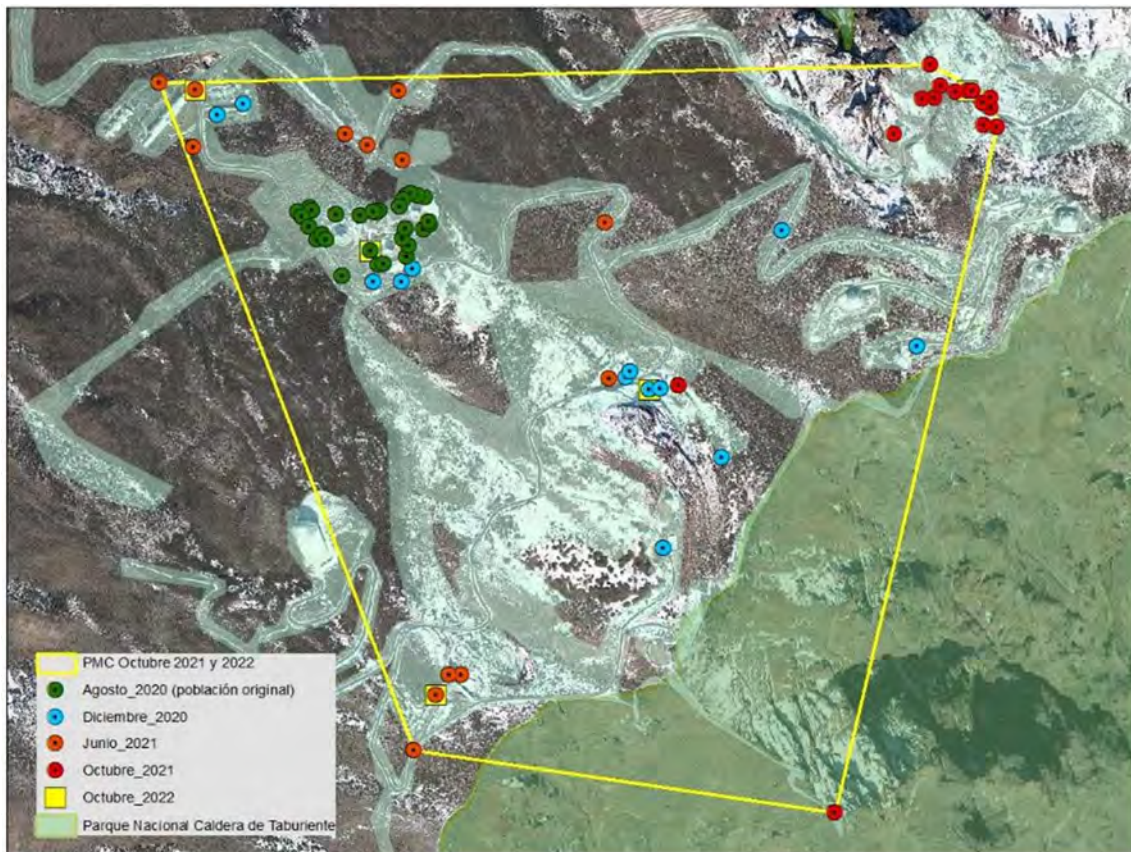 PMC Octubre 2021 y 2022
Agosto_2020 (población original)
Diciembre_2020
Junio_2021
Octubre_2021
Octubre_2022
Parque Nacional Caldera de Taburiente